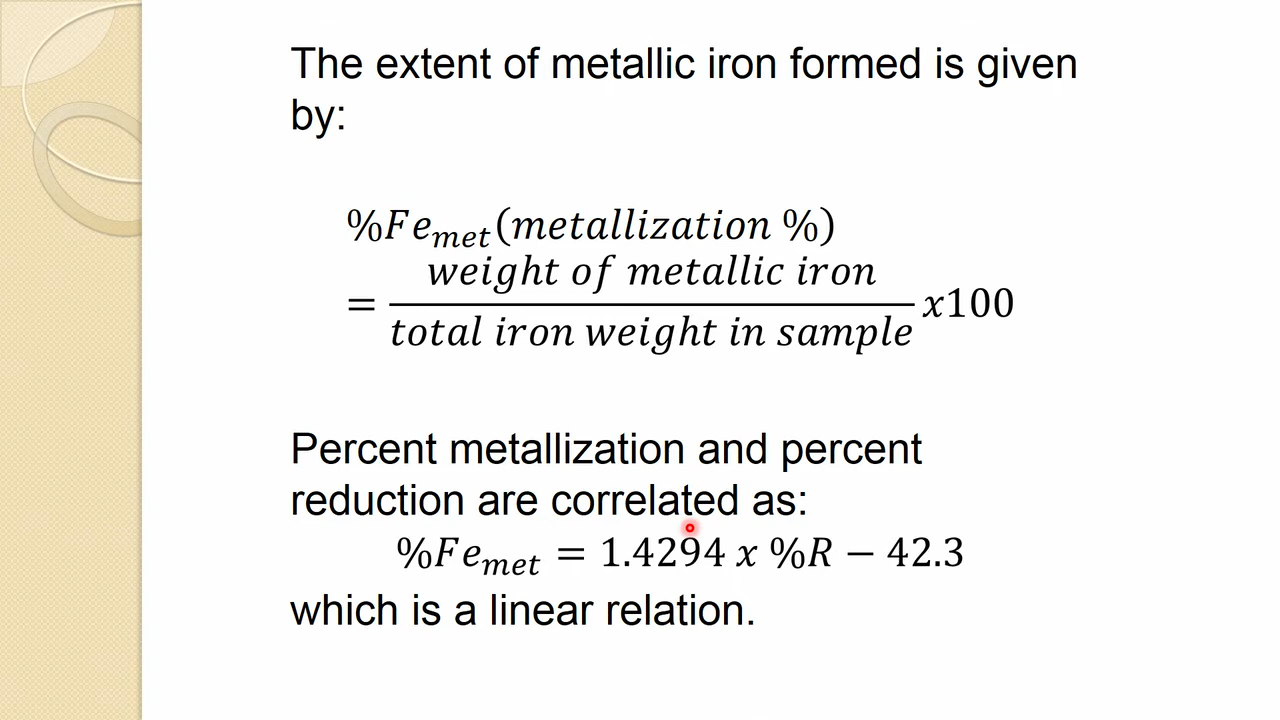 The extent of metallic iron formed is given
by:
%Fe_met(metallization %)
= \frac{weight of metallic iron}{total iron weight in sample} x100
Percent metallization and percent
reduction are correlated as:
%Fe_met = 1.4294 x %R − 42.3
which is a linear relation.